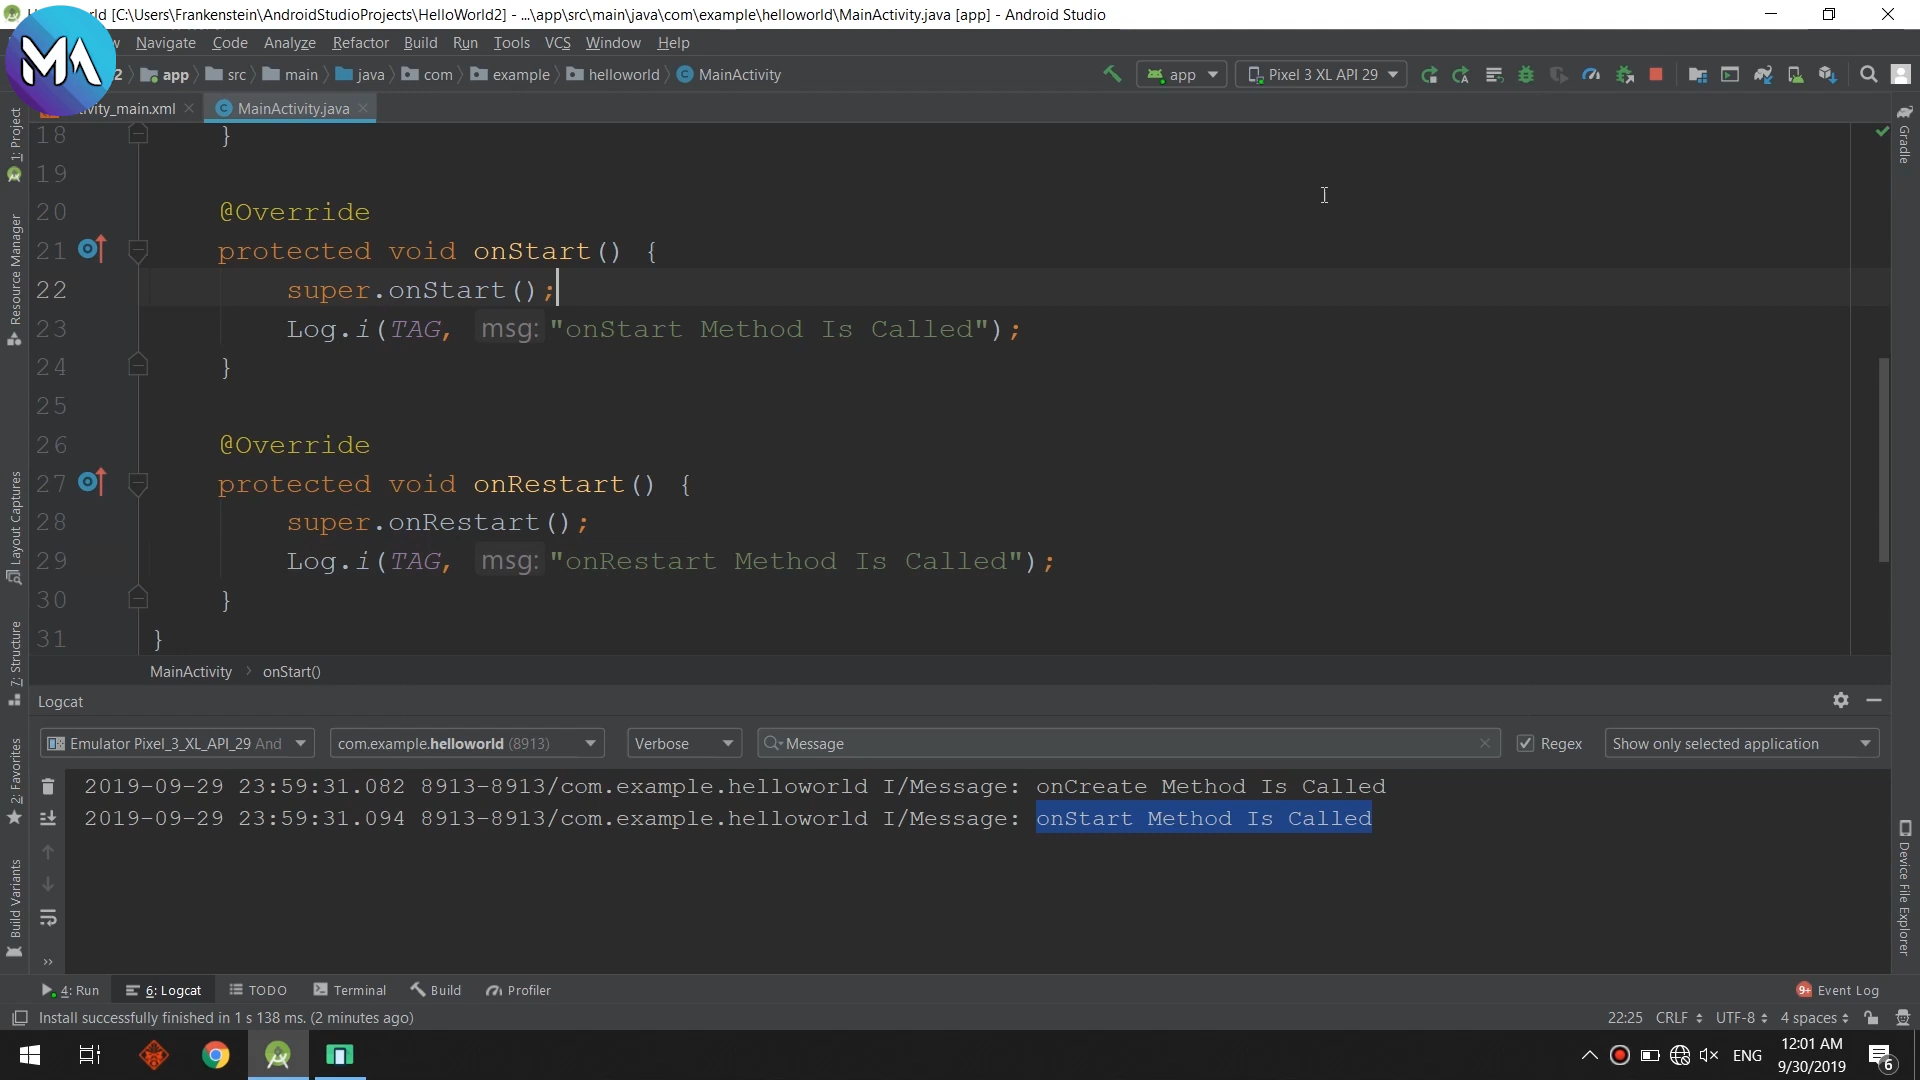 rld [C:\Users\Frankenstein\AndroidStudioProjects\HelloWorld2] - ...\app\src\main\java\com\example\helloworld\MainActivity.java [app] - Android Studio
MA
Navigate Code Analyze Refactor Build Run Tools VCS Window Help
2 app src main java com example helloworld MainActivity
app Pixel 3 XL API 29
ivity_main.xml MainActivity.java
1: Project
Resource Manager
Layout Captures
7: Structure
2: Favorites
Build Variants
18 }
19
20 @Override
21 protected void onStart() {
22 super.onStart();
23 Log.i(TAG, msg: "onStart Method Is Called");
24 }
25
26 @Override
27 protected void onRestart() {
28 super.onRestart();
29 Log.i(TAG, msg: "onRestart Method Is Called");
30 }
31 }
Gradle
Device File Explorer
MainActivity onStart()
Logcat
Emulator Pixel_3_XL_API_29 And com.example.helloworld (8913) Verbose Message Regex Show only selected application
2019-09-29 23:59:31.082 8913-8913/com.example.helloworld I/Message: onCreate Method Is Called
2019-09-29 23:59:31.094 8913-8913/com.example.helloworld I/Message: onStart Method Is Called
4: Run 6: Logcat TODO Terminal Build Profiler 9+ Event Log
Install successfully finished in 1 s 138 ms. (2 minutes ago) 22:25 CRLF UTF-8 4 spaces
ENG 12:01 AM
9/30/2019 6